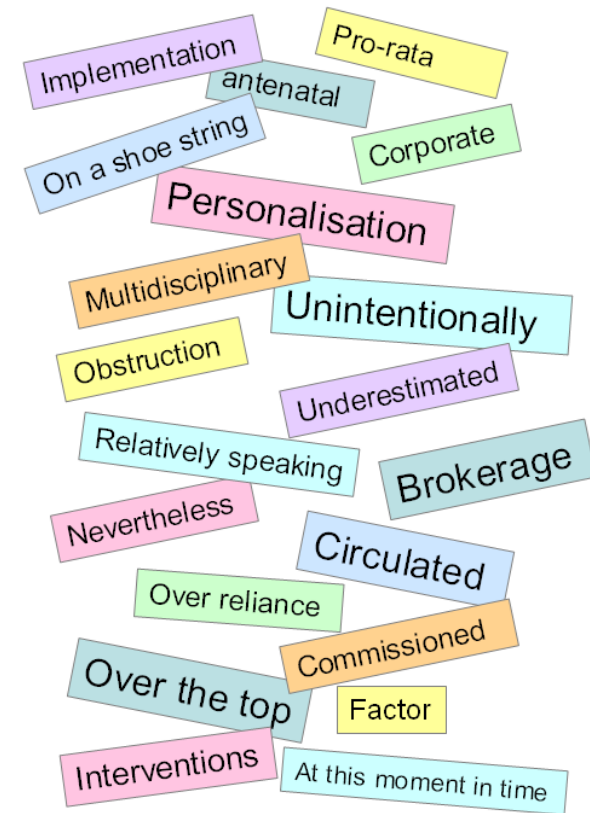 Implementation
Pro-rata
antenatal
On a shoe string
Corporate
Personalisation
Multidisciplinary
Unintentionally
Obstruction
Underestimated
Relatively speaking
Brokerage
Nevertheless
Circulated
Over reliance
Commissioned
Over the top
Factor
Interventions
At this moment in time